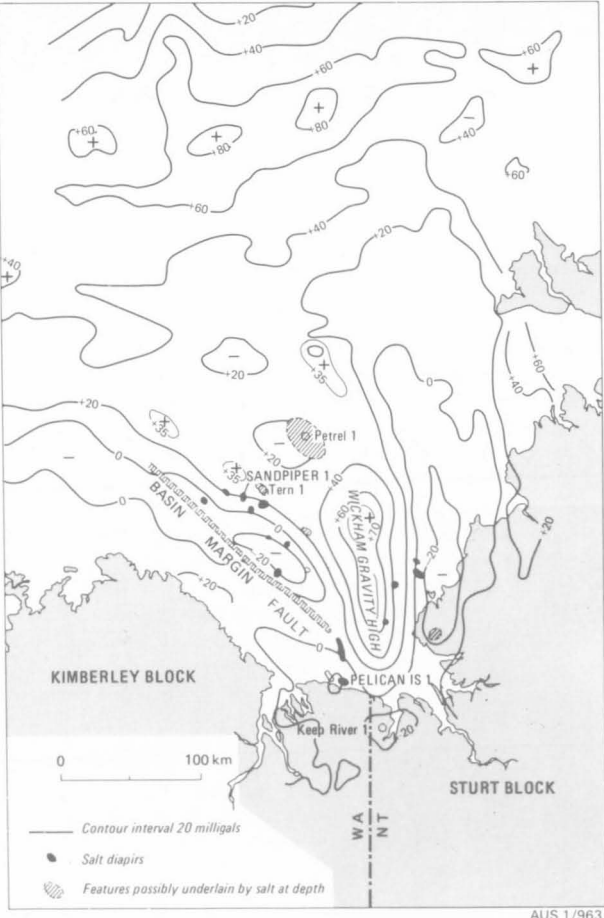 +20
+40
+60
+60
+80
+40
+60
+80
+60
+60
+40
+20
+40
+60
+40
+35
+20
0
+20
+35
Petrel 1
+20
+35
SANDPIPER 1
Tern 1
0
+40
+60
BASIN
MARGIN
FAULT
WICKHAM GRAVITY HIGH
0
0
20
20
+20
+20
0
KIMBERLEY BLOCK
PELICAN IS 1
Keep River 1
20
0 100 km
STURT BLOCK
WA
NT
Contour interval 20 milligals
Salt diapirs
Features possibly underlain by salt at depth
AUS 1/963